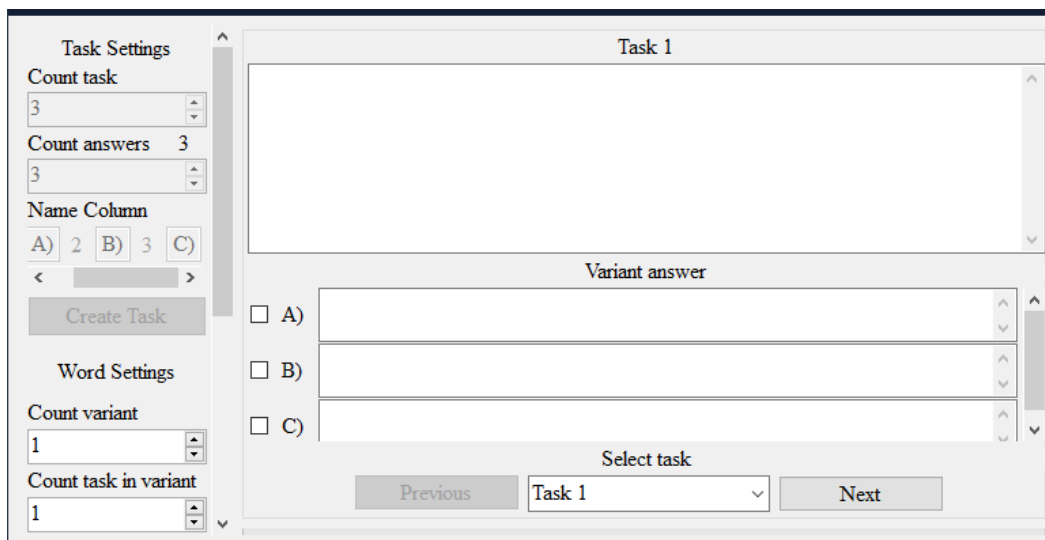 Task Settings
Count task
3
Count answers 3
3
Name Column
A) 2 B) 3 C)
Create Task
Word Settings
Count variant
1
Count task in variant
1
Task 1
Variant answer
A)
B)
C)
Select task
Previous Task 1 Next